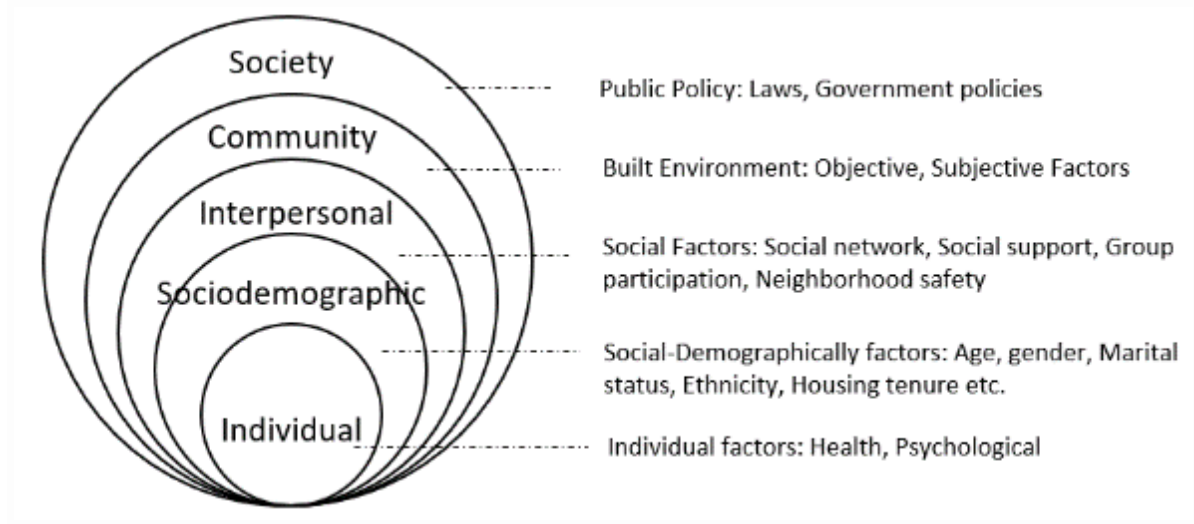 Society
Public Policy: Laws, Government policies
Community
Built Environment: Objective, Subjective Factors
Interpersonal
Social Factors: Social network, Social support, Group
participation, Neighborhood safety
Sociodemographic
Social-Demographically factors: Age, gender, Marital
status, Ethnicity, Housing tenure etc.
Individual
Individual factors: Health, Psychological